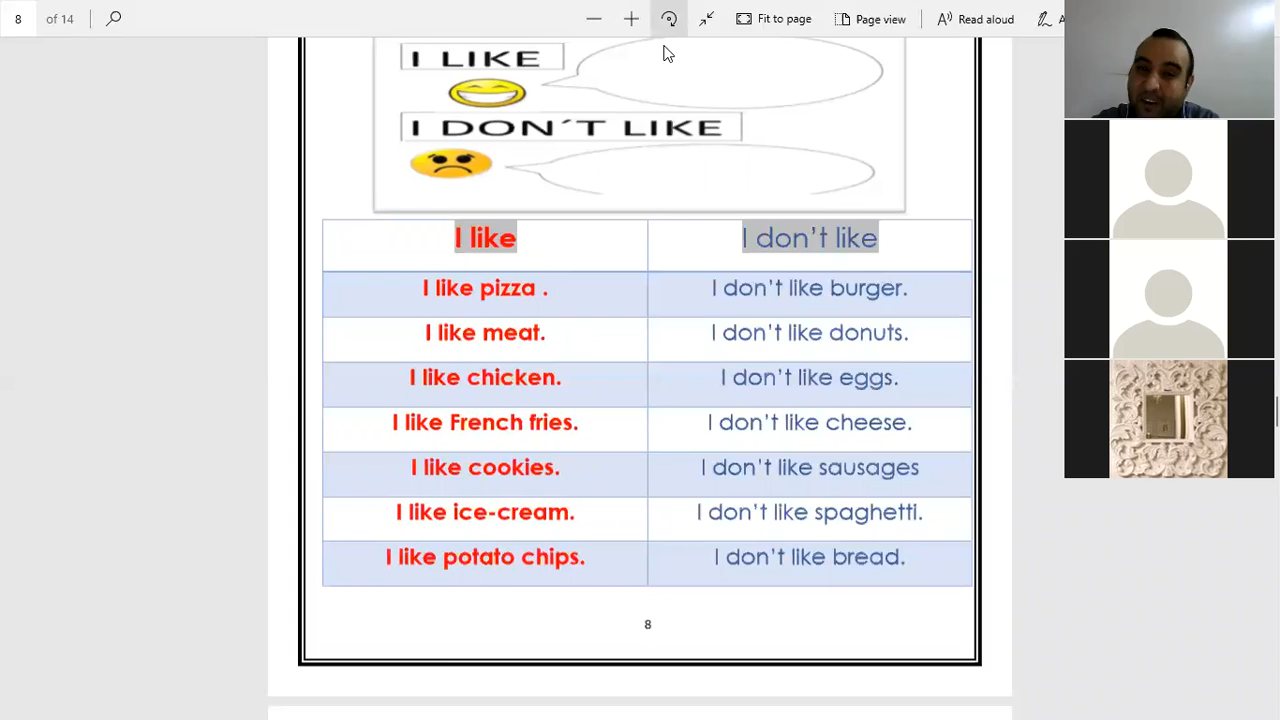 8 of 14 Fit to page Page view Read aloud
I LIKE
I DON´T LIKE
I like I don't like
I like pizza . I don't like burger.
I like meat. I don't like donuts.
I like chicken. I don't like eggs.
I like French fries. I don't like cheese.
I like cookies. I don't like sausages
I like ice-cream. I don't like spaghetti.
I like potato chips. I don't like bread.
8